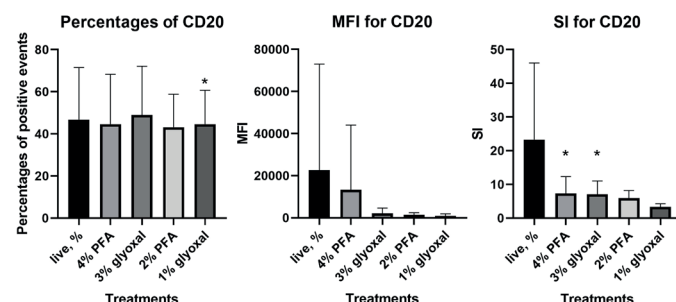 Percentages of CD20
Percentages of positive events
80
60
40
20
0
*
live, %
4% PFA
3% glyoxal
2% PFA
1% glyoxal
Treatments
MFI for CD20
MFI
80000
60000
40000
20000
0
live, %
4% PFA
3% glyoxal
2% PFA
1% glyoxal
Treatments
SI for CD20
SI
50
40
30
20
10
0
* *
live, %
4% PFA
3% glyoxal
2% PFA
1% glyoxal
Treatments